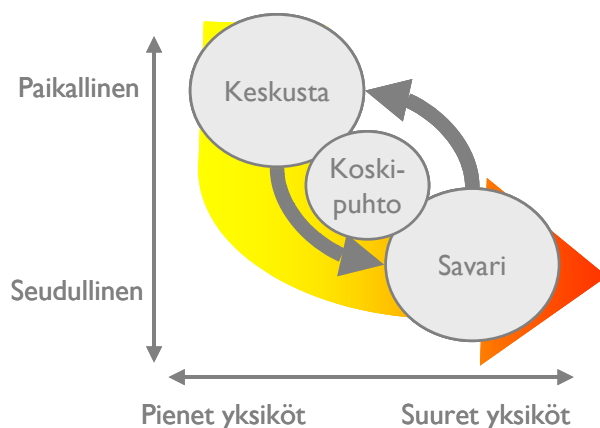 Paikallinen
Keskusta
Koski-
puhto
Savari
Seudullinen
Pienet yksiköt
Suuret yksiköt